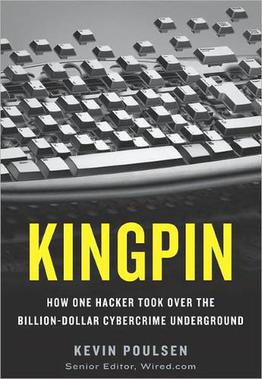 KINGPIN
HOW ONE HACKER TOOK OVER THE
BILLION-DOLLAR CYBERCRIME UNDERGROUND
KEVIN POULSEN
Senior Editor, Wired.com